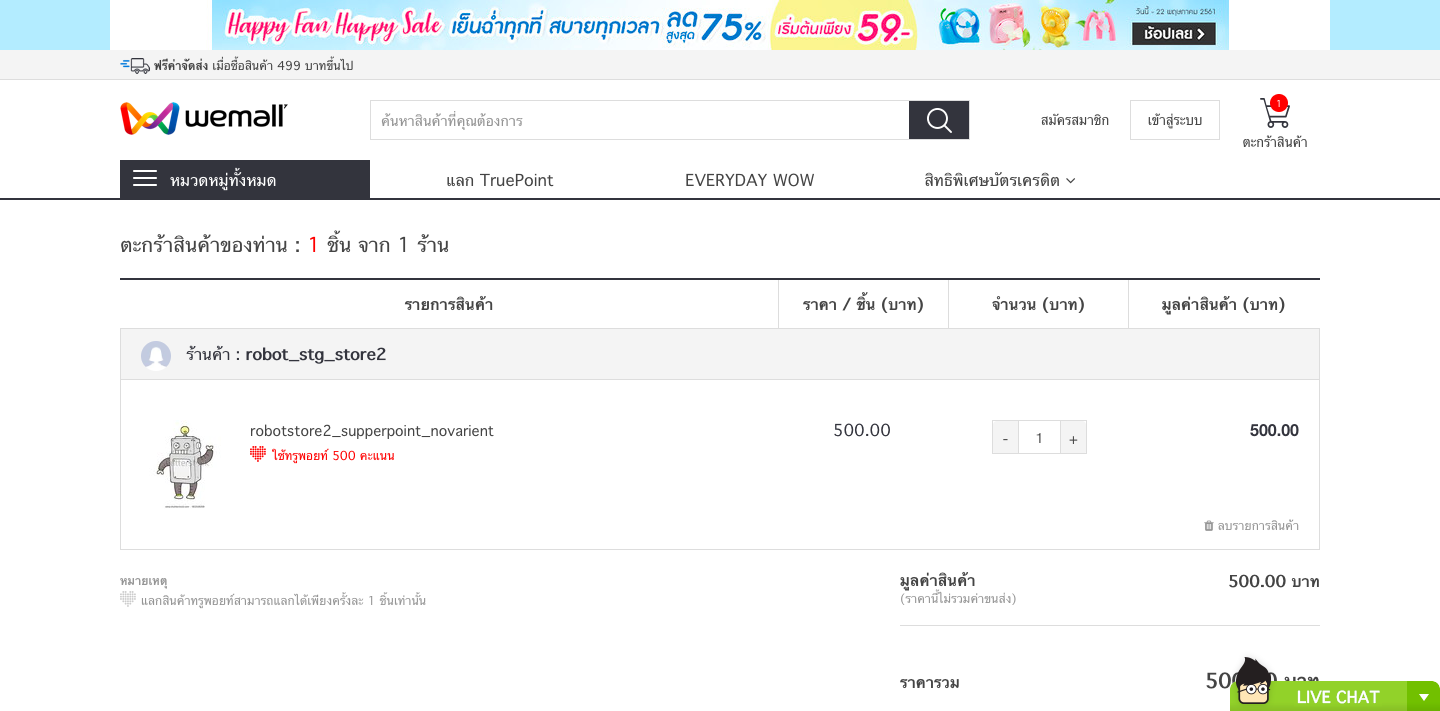 Happy Fan Happy Sale เย็นฉ่ำทุกที่ สบายทุกเวลา ลดสูงสุด 75% เริ่มต้นเพียง 59.- วันนี้ - 22 พฤษภาคม 2561
ช้อปเลย
ฟรีค่าจัดส่ง เมื่อซื้อสินค้า 499 บาทขึ้นไป
wemall ค้นหาสินค้าที่คุณต้องการ สมัครสมาชิก เข้าสู่ระบบ 1
ตะกร้าสินค้า
หมวดหมู่ทั้งหมด แลก TruePoint EVERYDAY WOW สิทธิพิเศษบัตรเครดิต
ตะกร้าสินค้าของท่าน : 1 ชิ้น จาก 1 ร้าน
รายการสินค้า ราคา / ชิ้น (บาท) จำนวน (บาท) มูลค่าสินค้า (บาท)
ร้านค้า : robot_stg_store2
robotstore2_supperpoint_novarient 500.00 - 1 + 500.00
ใช้ทรูพอยท์ 500 คะแนน
ลบรายการสินค้า
หมายเหตุ
แลกสินค้าทรูพอยท์สามารถแลกได้เพียงครั้งละ 1 ชิ้นเท่านั้น
มูลค่าสินค้า 500.00 บาท
(ราคานี้ไม่รวมค่าขนส่ง)
ราคารวม
LIVE CHAT